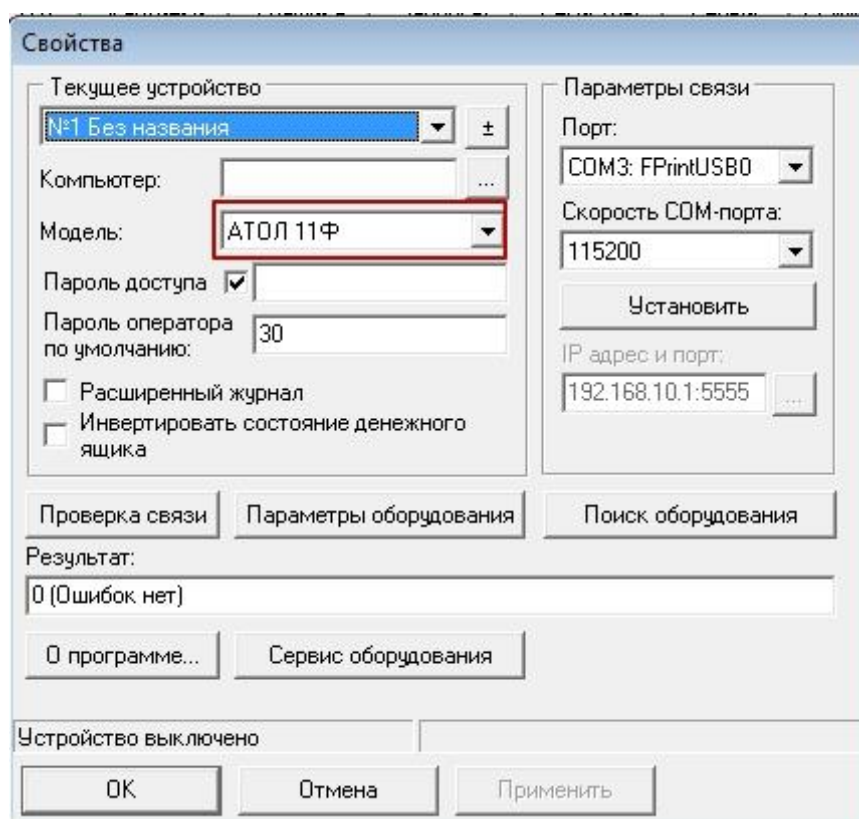 Свойства
Текущее устройство
№1 Без названия
±
Компьютер:
...
Модель:
АТОЛ 11Ф
Пароль доступа
Пароль оператора
по умолчанию:
30
Расширенный журнал
Инвертировать состояние денежного
ящика
Параметры связи
Порт:
COM3: FPrintUSB0
Скорость COM-порта:
115200
Установить
IP адрес и порт:
192.168.10.1:5555
...
Проверка связи
Параметры оборудования
Поиск оборудования
Результат:
0 (Ошибок нет)
О программе...
Сервис оборудования
Устройство выключено
OK
Отмена
Применить